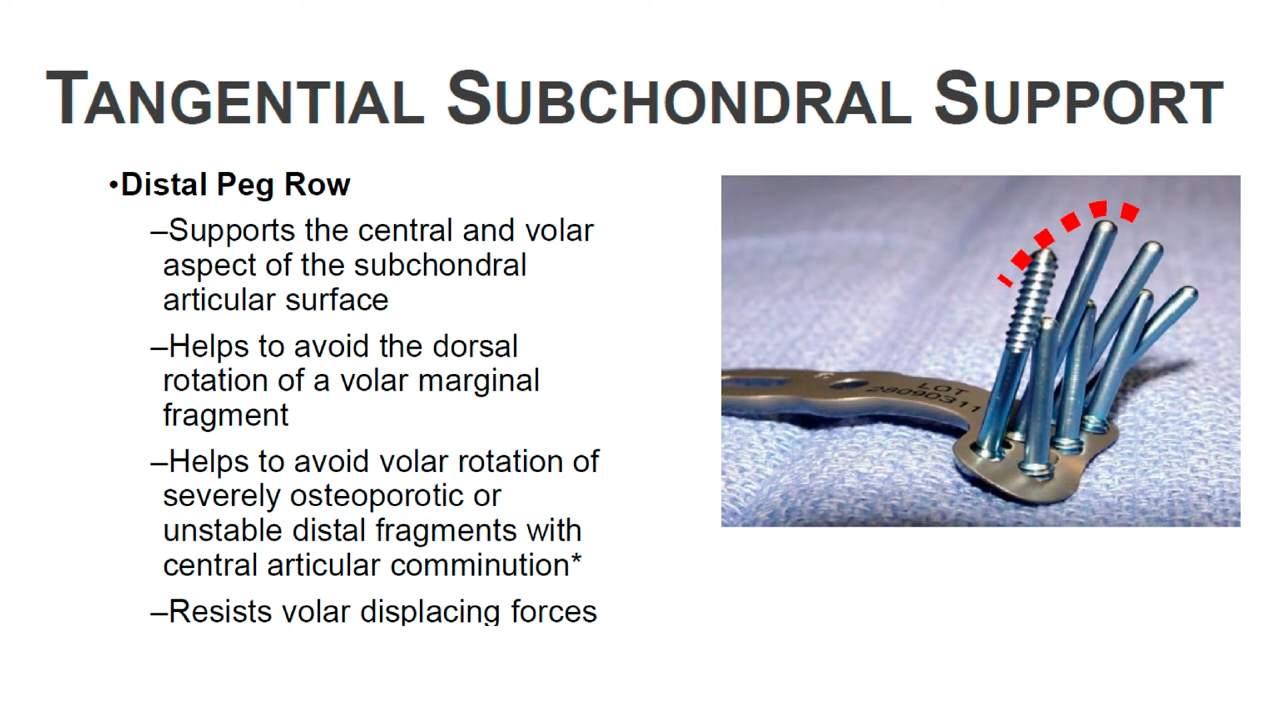 TANGENTIAL SUBCHONDRAL SUPPORT
•Distal Peg Row
–Supports the central and volar
aspect of the subchondral
articular surface
–Helps to avoid the dorsal
rotation of a volar marginal
fragment
–Helps to avoid volar rotation of
severely osteoporotic or
unstable distal fragments with
central articular comminution*
–Resists volar displacing forces
LOT
28090311